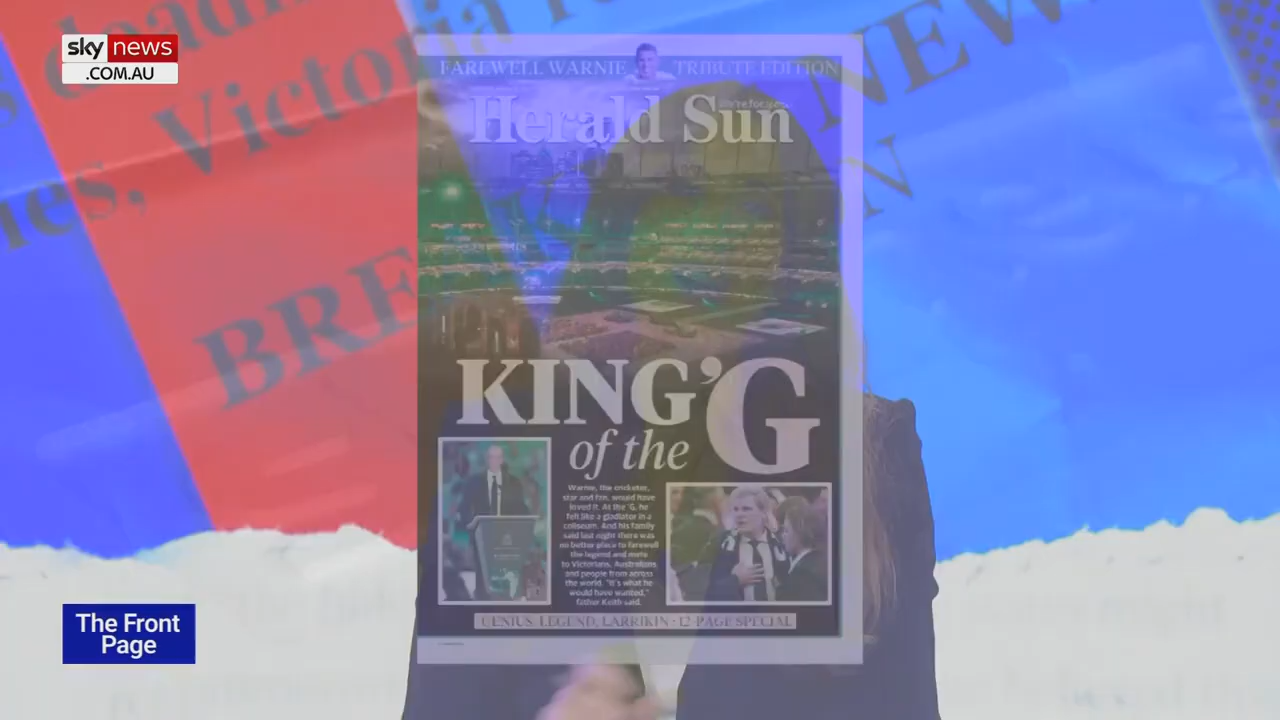 sky news
.COM.AU
Victoria
NEW
BRE
FAREWELL WARNIE TRIBUTE EDITION
We're for
Herald Sun
KING'G
of the
Warnie, the cricketer,
star and fan, would have
loved it. At the 'G, he
felt like a gladiator in a
coliseum. And his family
said last night there was
no better place to farewell
the legend and mate
to Victorians, Australians
and people from across
the world. "It's what he
would have wanted,"
father Keith said.
GENIUS, LEGEND, LARRIKIN • 12-PAGE SPECIAL
The Front
Page